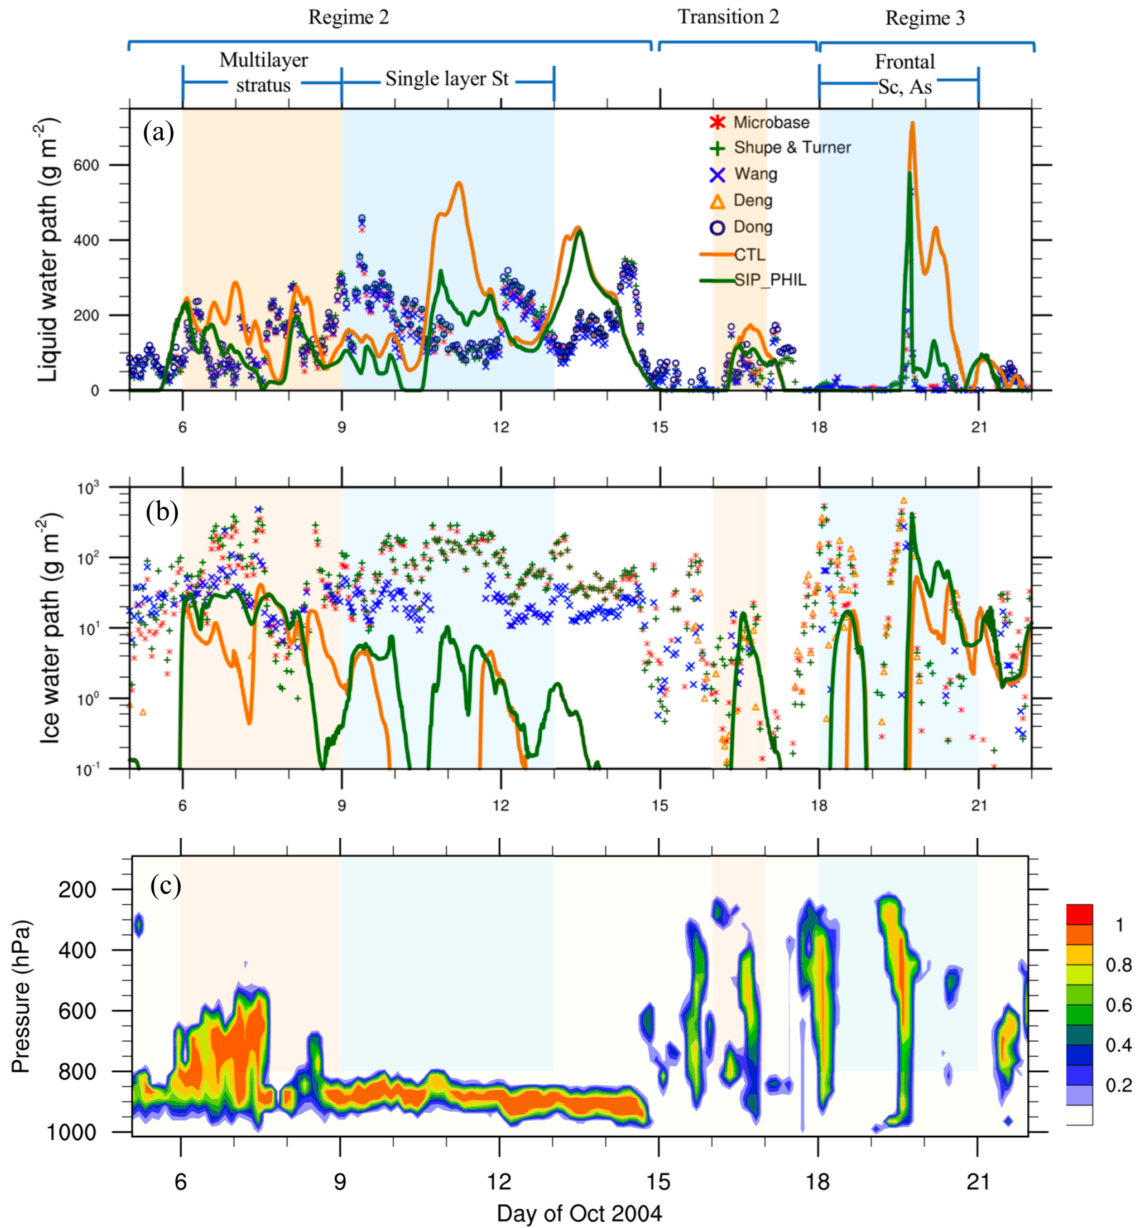 Regime 2 Transition 2 Regime 3
Multilayer
stratus
Single layer St
Frontal
Sc, As
(a)
Liquid water path (g m-2)
600
400
200
0
Microbase
Shupe & Turner
Wang
Deng
Dong
CTL
SIP_PHIL
6 9 12 15 18 21
(b)
Ice water path (g m-2)
10³
10²
10¹
10⁰
10⁻¹
6 9 12 15 18 21
(c)
Pressure (hPa)
200
400
600
800
1000
1
0.8
0.6
0.4
0.2
6 9 12 15 18 21
Day of Oct 2004